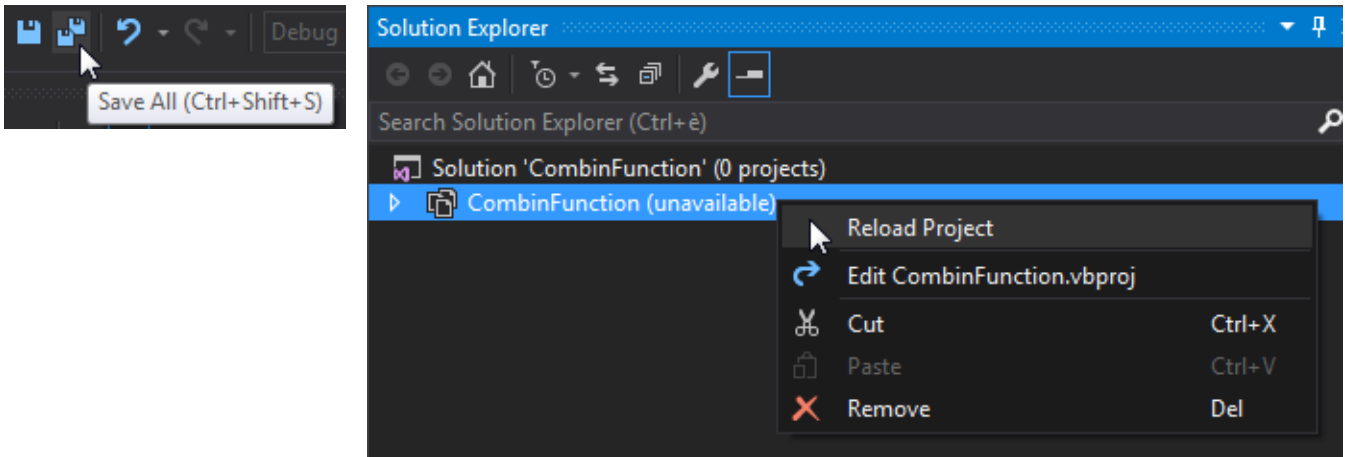 Debug
Save All (Ctrl+Shift+S)
Solution Explorer
Search Solution Explorer (Ctrl+è)
Solution 'CombinFunction' (0 projects)
CombinFunction (unavailable)
Reload Project
Edit CombinFunction.vbproj
Cut Ctrl+X
Paste Ctrl+V
Remove Del